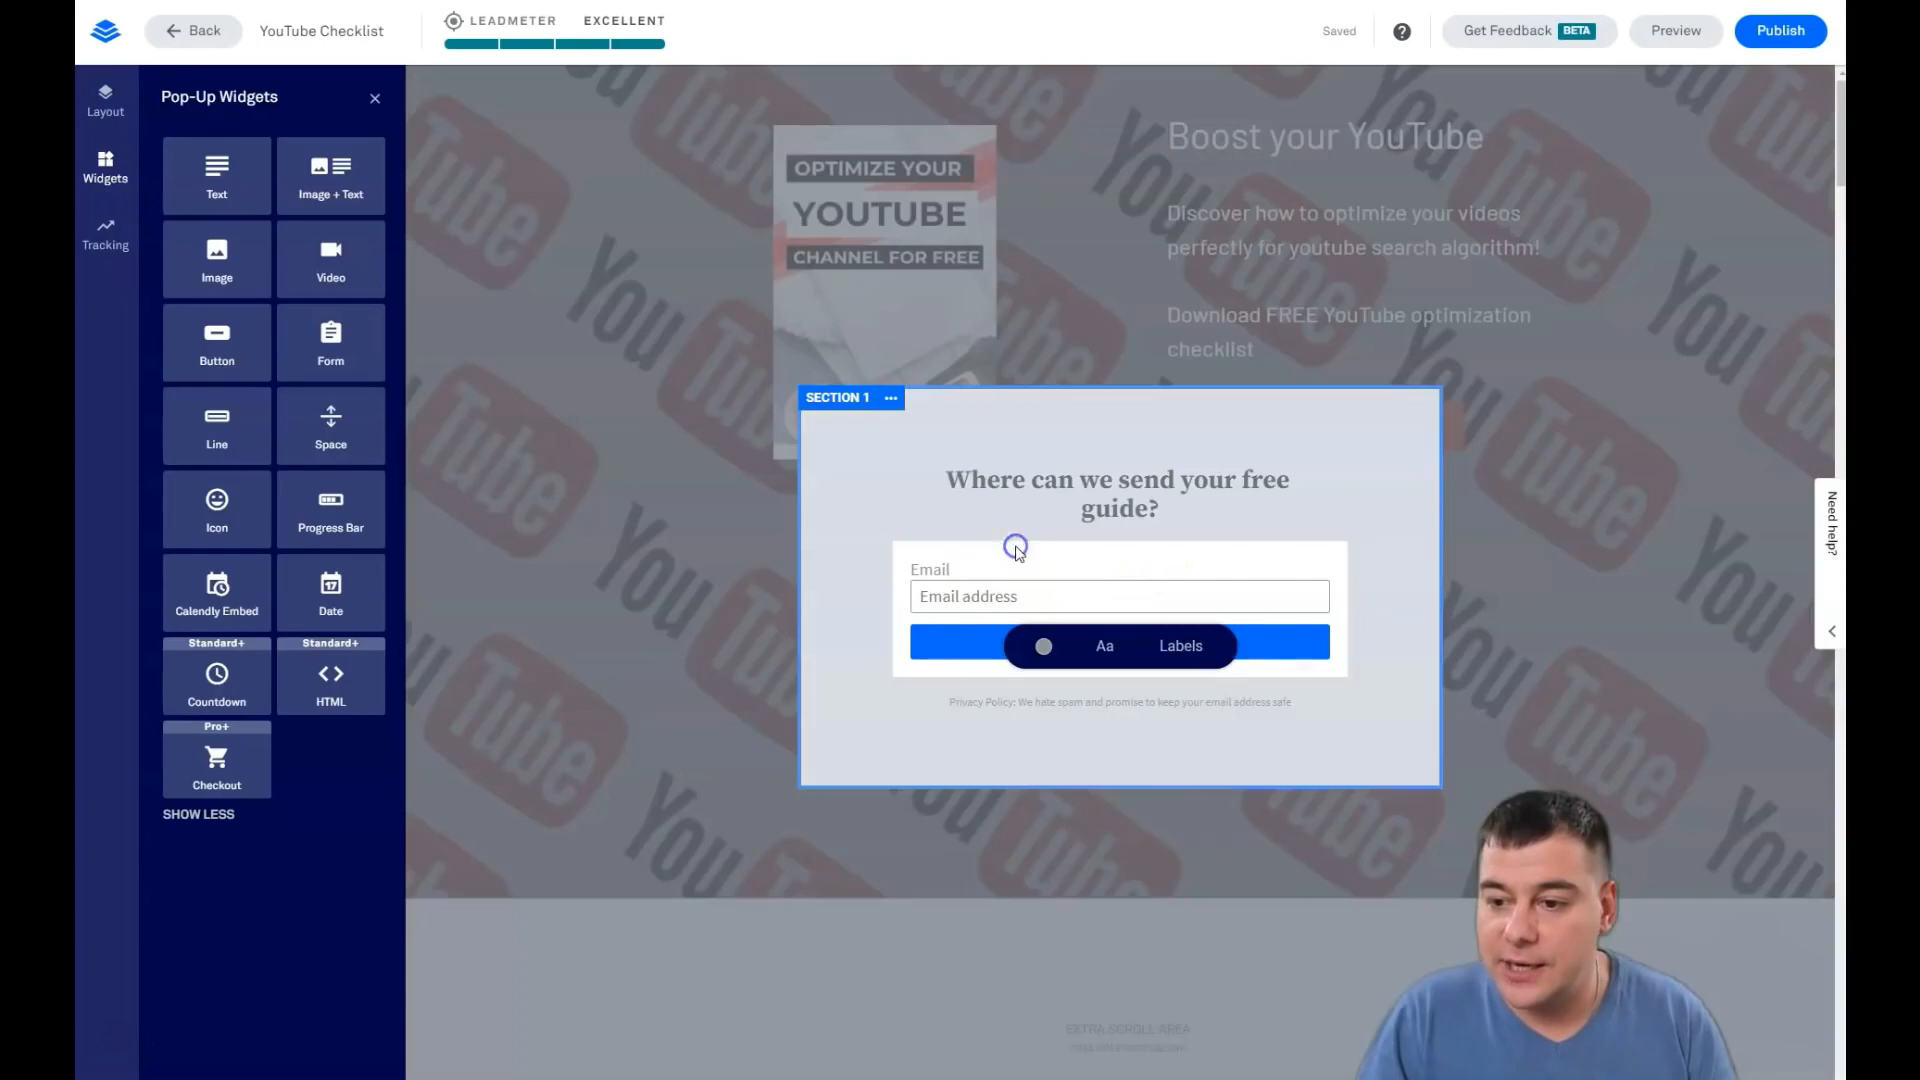 Back
YouTube Checklist
LEADMETER
EXCELLENT
Saved
Get Feedback BETA
Preview
Publish
Layout
Widgets
Tracking
Pop-Up Widgets
Text
Image + Text
Image
Video
Button
Form
Line
Space
Icon
Progress Bar
Calendly Embed
Date
Standard+
Countdown
Standard+
HTML
Pro+
Checkout
SHOW LESS
OPTIMIZE YOUR
YOUTUBE
CHANNEL FOR FREE
Boost your YouTube
Discover how to optimize your videos
perfectly for youtube search algorithm!
Download FREE YouTube optimization
checklist
SECTION 1
Where can we send your free
guide?
Email
Email address
Aa
Labels
Privacy Policy: We hate spam and promise to keep your email address safe
EXTRA SCROLL AREA
Need help?
You Tube